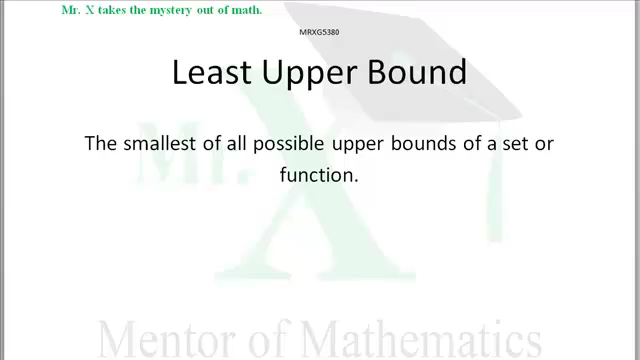 Mr. X takes the mystery out of math.
MRXG5380
Least Upper Bound
The smallest of all possible upper bounds of a set or
function.
Mr. X
Mentor of Mathematics